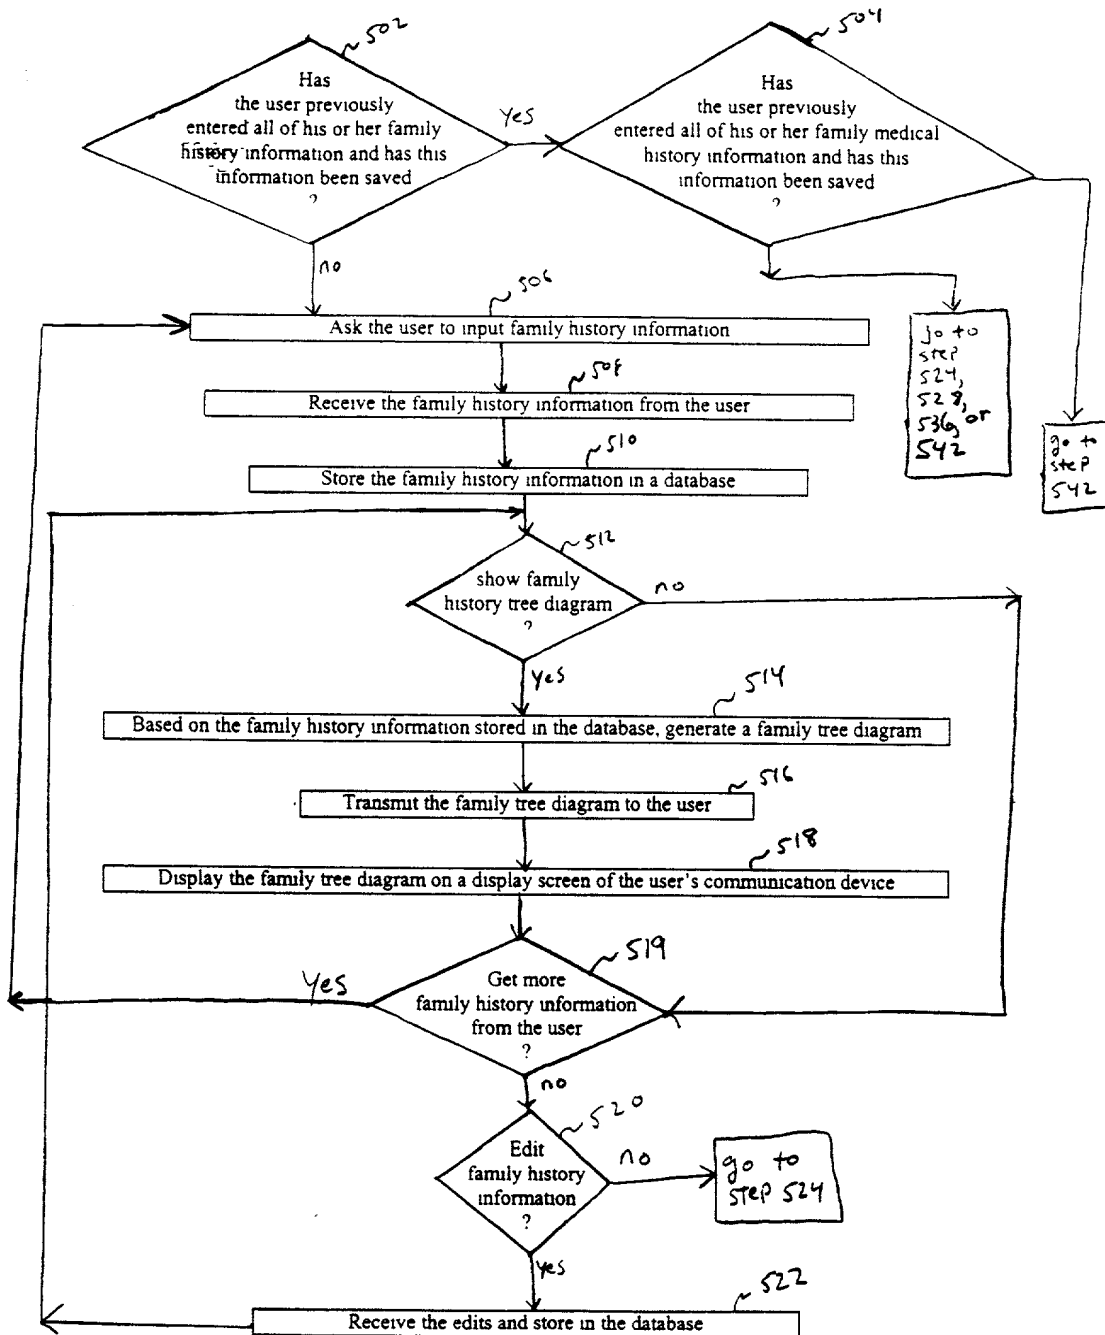 502
Has
the user previously
entered all of his or her family
history information and has this
information been saved
?
yes
504
Has
the user previously
entered all of his or her family medical
history information and has this
information been saved
?
no
506
Ask the user to input family history information
go to
step
524,
528,
536, or
542
go to
step
542
508
Receive the family history information from the user
510
Store the family history information in a database
512
show family
history tree diagram
?
no
yes
514
Based on the family history information stored in the database, generate a family tree diagram
516
Transmit the family tree diagram to the user
518
Display the family tree diagram on a display screen of the user's communication device
519
Get more
family history information
from the user
?
Yes
no
520
Edit
family history
information
?
no
go to
step 524
yes
522
Receive the edits and store in the database